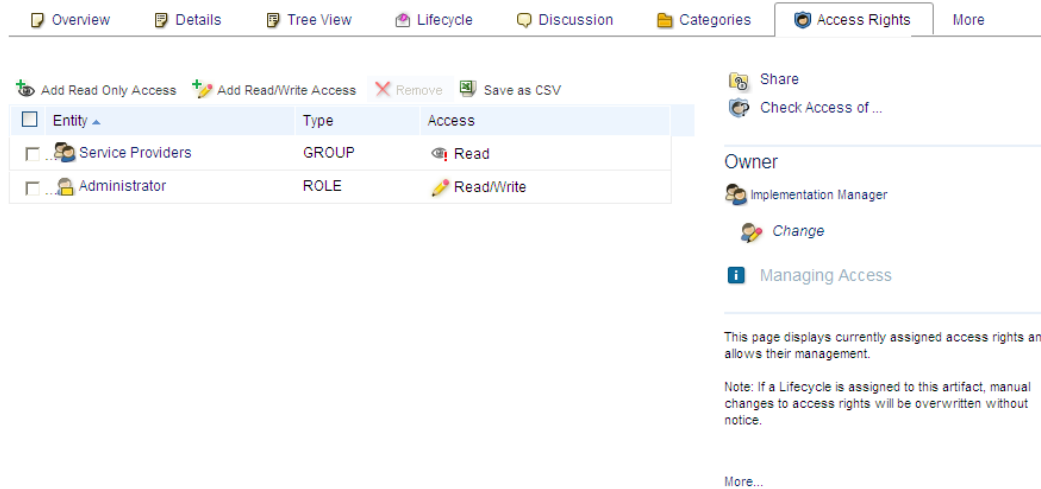 Overview Details Tree View Lifecycle Discussion Categories Access Rights More
Add Read Only Access Add Read/Write Access Remove Save as CSV
Entity Type Access
Service Providers GROUP Read
Administrator ROLE Read/Write
Share
Check Access of ...
Owner
Implementation Manager
Change
Managing Access
This page displays currently assigned access rights an
allows their management.
Note: If a Lifecycle is assigned to this artifact, manual
changes to access rights will be overwritten without
notice.
More...